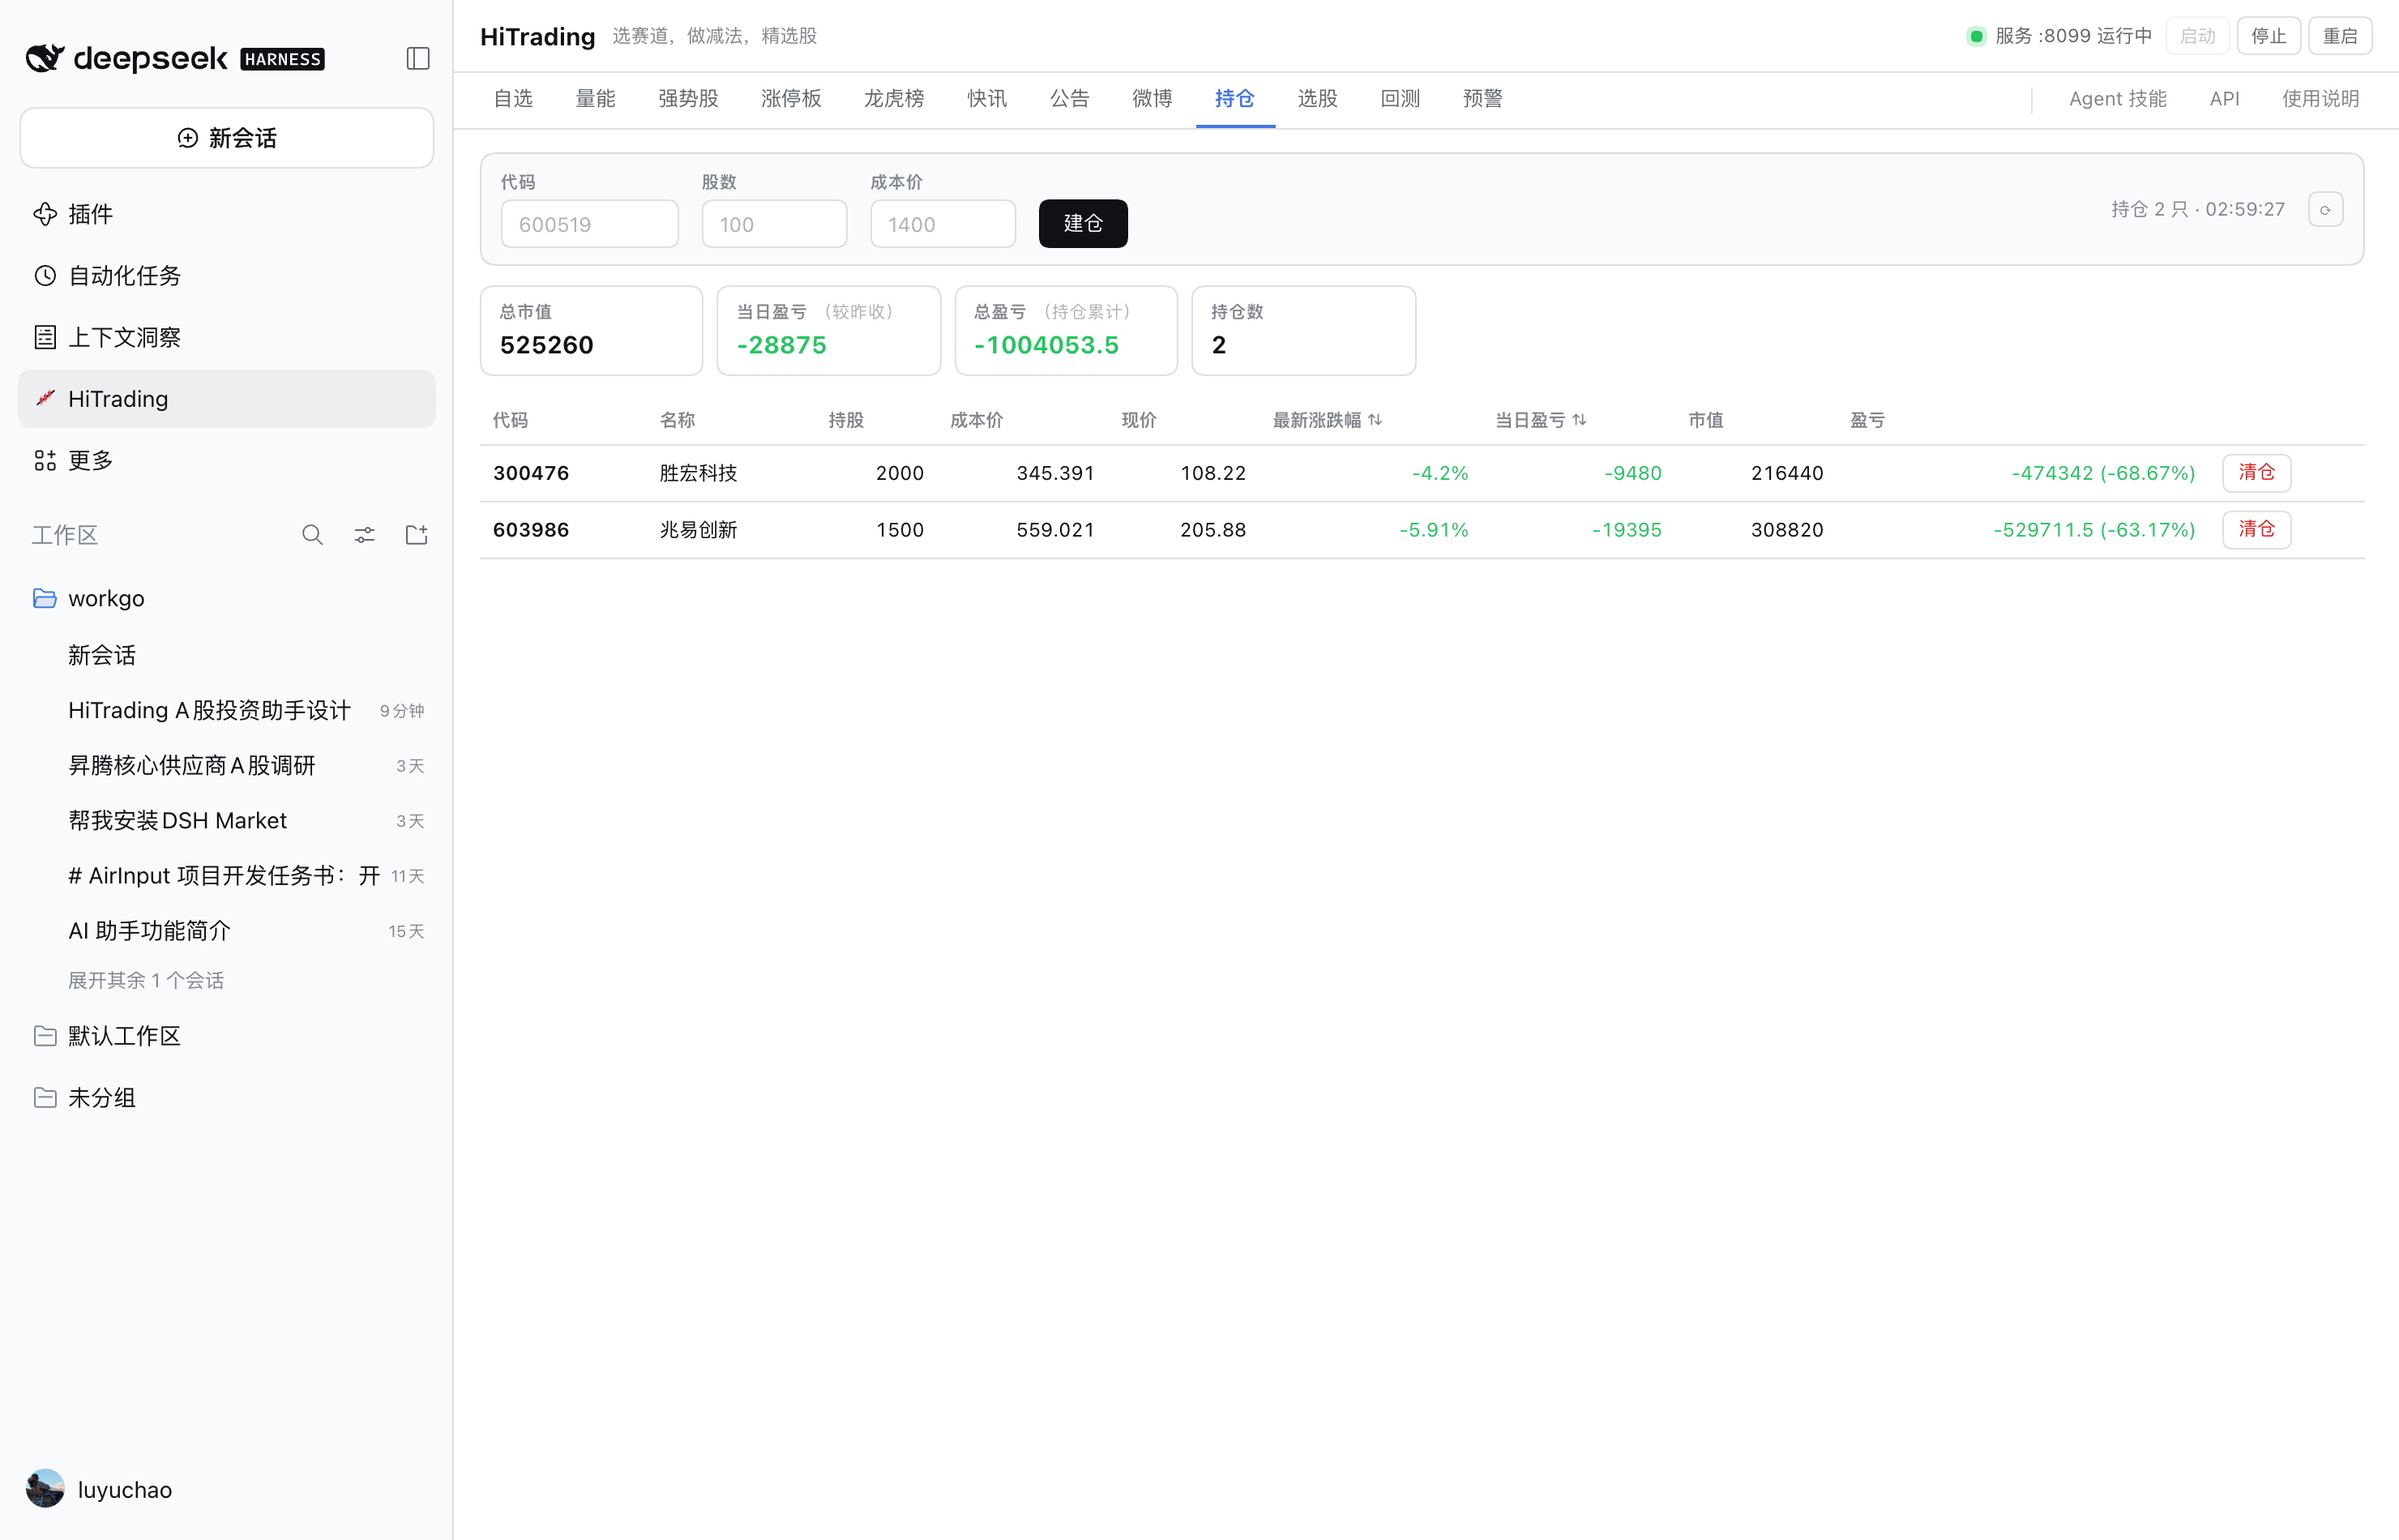 deepseek HARNESS
新会话
插件
自动化任务
上下文洞察
HiTrading
更多
工作区
workgo
新会话
HiTrading A股投资助手设计 9分钟
昇腾核心供应商A股调研 3天
帮我安装DSH Market 3天
# AirInput 项目开发任务书：开 11天
AI 助手功能简介 15天
展开其余 1 个会话
默认工作区
未分组
luyuchao
HiTrading 选赛道，做减法，精选股 服务 :8099 运行中 启动 停止 重启
自选 量能 强势股 涨停板 龙虎榜 快讯 公告 微博 持仓 选股 回测 预警 Agent 技能 API 使用说明
代码 股数 成本价
600519 100 1400 建仓 持仓 2 只 · 02:59:27
总市值 当日盈亏 （较昨收） 总盈亏 （持仓累计） 持仓数
525260 -28875 -1004053.5 2
代码 名称 持股 成本价 现价 最新涨跌幅 ⇅ 当日盈亏 ⇅ 市值 盈亏
300476 胜宏科技 2000 345.391 108.22 -4.2% -9480 216440 -474342 (-68.67%) 清仓
603986 兆易创新 1500 559.021 205.88 -5.91% -19395 308820 -529711.5 (-63.17%) 清仓